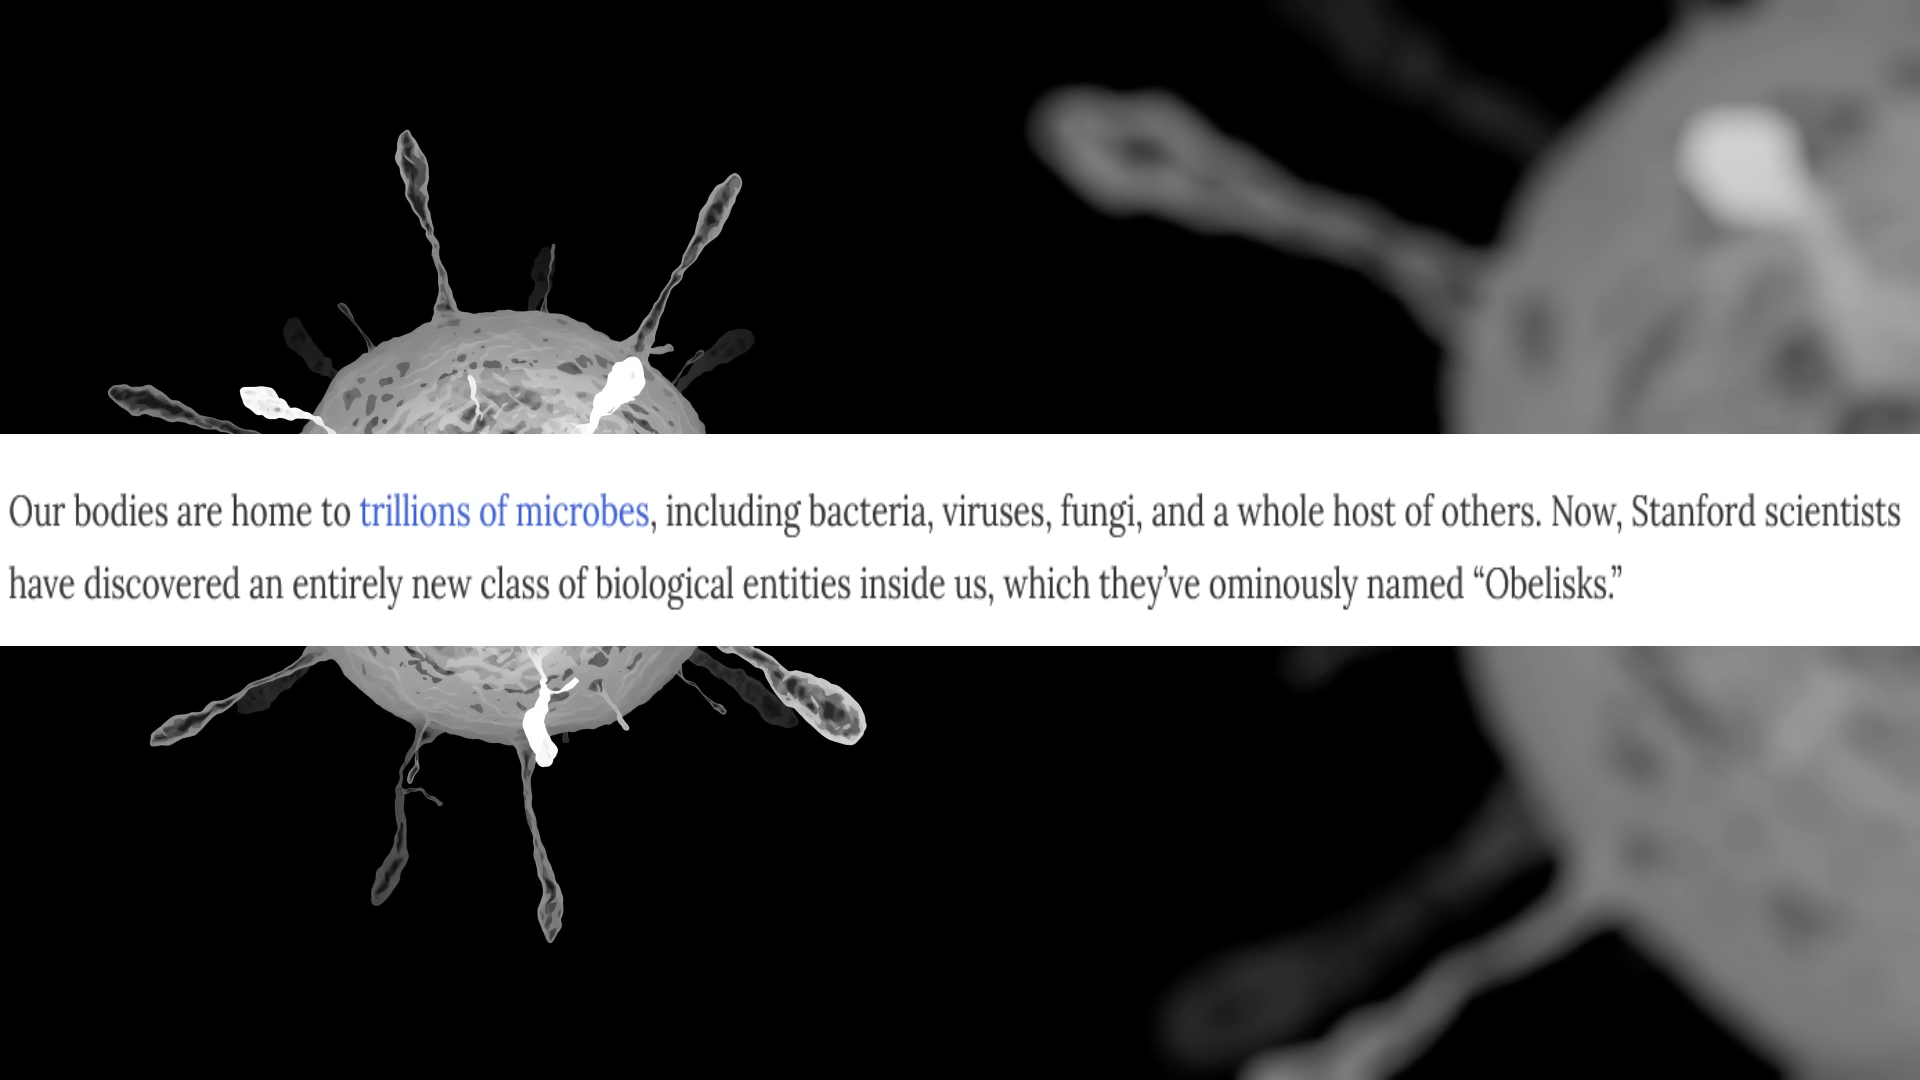 Our bodies are home to trillions of microbes, including bacteria, viruses, fungi, and a whole host of others. Now, Stanford scientists
have discovered an entirely new class of biological entities inside us, which they’ve ominously named “Obelisks.”